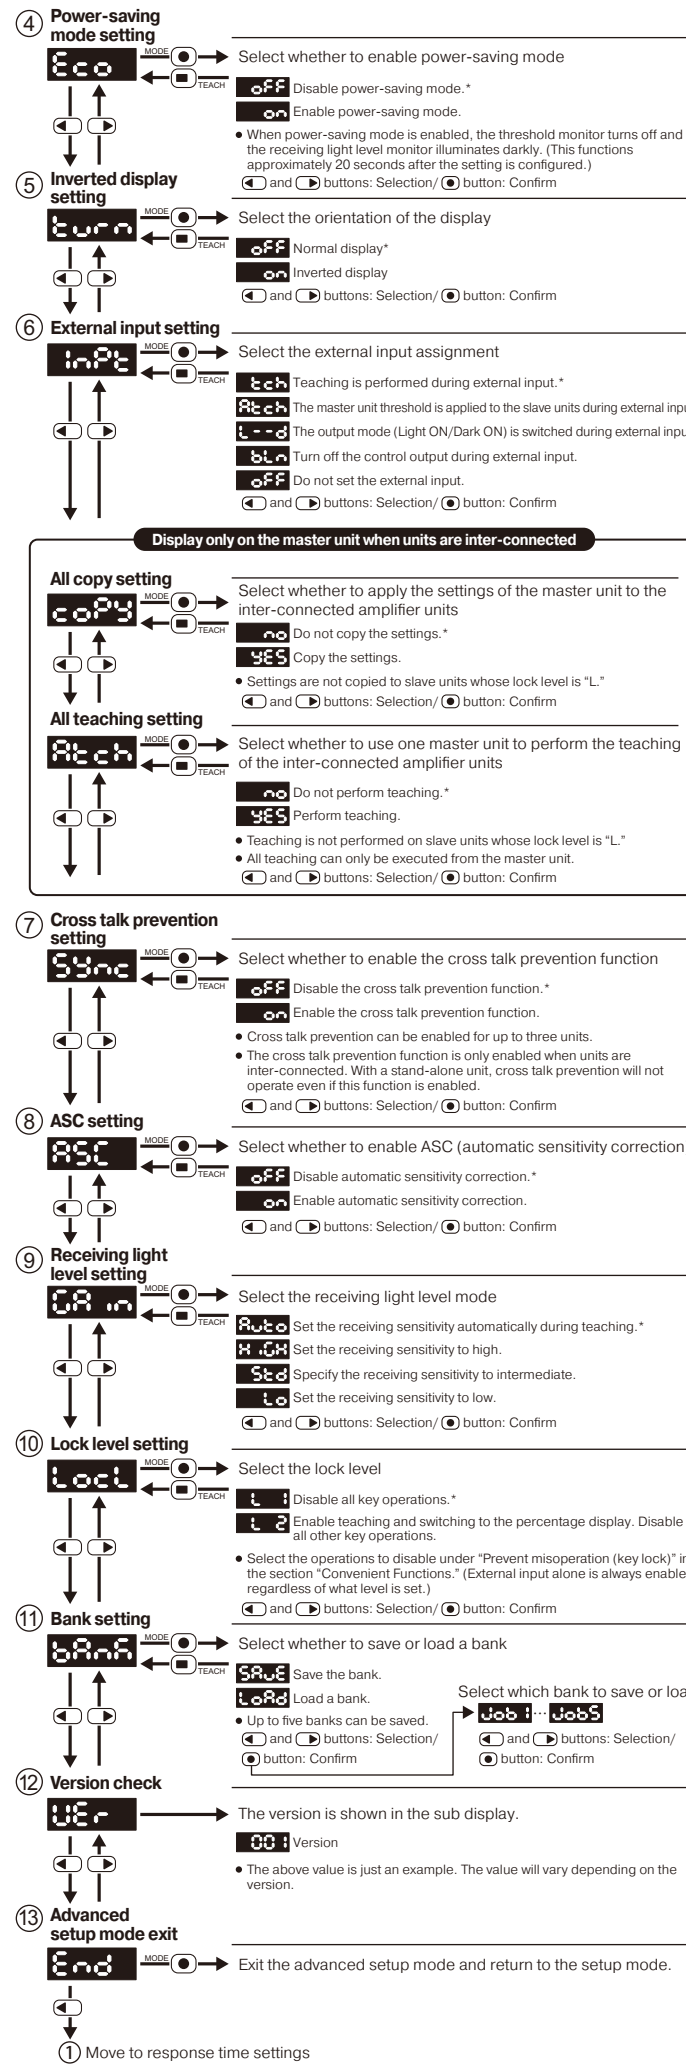 ④ Power-saving
mode setting
Eco
MODE
TEACH
Select whether to enable power-saving mode
oFF Disable power-saving mode.*
on Enable power-saving mode.
● When power-saving mode is enabled, the threshold monitor turns off and
the receiving light level monitor illuminates darkly. (This functions
approximately 20 seconds after the setting is configured.)
and buttons: Selection/ button: Confirm
⑤ Inverted display
setting
turn
MODE
TEACH
Select the orientation of the display
oFF Normal display*
on Inverted display
and buttons: Selection/ button: Confirm
⑥ External input setting
InPt
MODE
TEACH
Select the external input assignment
tch Teaching is performed during external input.*
Atch The master unit threshold is applied to the slave units during external inpu
L--d The output mode (Light ON/Dark ON) is switched during external inpu
bLn Turn off the control output during external input.
oFF Do not set the external input.
and buttons: Selection/ button: Confirm
Display only on the master unit when units are inter-connected
All copy setting
coPY
MODE
TEACH
Select whether to apply the settings of the master unit to the
inter-connected amplifier units
no Do not copy the settings.*
YES Copy the settings.
● Settings are not copied to slave units whose lock level is “L.”
and buttons: Selection/ button: Confirm
All teaching setting
Atch
MODE
TEACH
Select whether to use one master unit to perform the teaching
of the inter-connected amplifier units
no Do not perform teaching.*
YES Perform teaching.
● Teaching is not performed on slave units whose lock level is “L.”
● All teaching can only be executed from the master unit.
and buttons: Selection/ button: Confirm
⑦ Cross talk prevention
setting
SYnc
MODE
TEACH
Select whether to enable the cross talk prevention function
oFF Disable the cross talk prevention function.*
on Enable the cross talk prevention function.
● Cross talk prevention can be enabled for up to three units.
● The cross talk prevention function is only enabled when units are
inter-connected. With a stand-alone unit, cross talk prevention will not
operate even if this function is enabled.
and buttons: Selection/ button: Confirm
⑧ ASC setting
ASC
MODE
TEACH
Select whether to enable ASC (automatic sensitivity correction
oFF Disable automatic sensitivity correction.*
on Enable automatic sensitivity correction.
and buttons: Selection/ button: Confirm
⑨ Receiving light
level setting
GA in
MODE
TEACH
Select the receiving light level mode
Auto Set the receiving sensitivity automatically during teaching.*
HiGH Set the receiving sensitivity to high.
Std Specify the receiving sensitivity to intermediate.
Lo Set the receiving sensitivity to low.
and buttons: Selection/ button: Confirm
⑩ Lock level setting
LocL
MODE
TEACH
Select the lock level
L 1 Disable all key operations.*
L 2 Enable teaching and switching to the percentage display. Disable
all other key operations.
● Select the operations to disable under “Prevent misoperation (key lock)” in
the section “Convenient Functions.” (External input alone is always enable
regardless of what level is set.)
and buttons: Selection/ button: Confirm
⑪ Bank setting
bAnk
MODE
TEACH
Select whether to save or load a bank
SAvE Save the bank.
LoAd Load a bank.
● Up to five banks can be saved.
and buttons: Selection/
button: Confirm
Select which bank to save or loa
Job1 ··· Job5
and buttons: Selection/
button: Confirm
⑫ Version check
VEr
The version is shown in the sub display.
001 Version
● The above value is just an example. The value will vary depending on the
version.
⑬ Advanced
setup mode exit
End
MODE
Exit the advanced setup mode and return to the setup mode.
① Move to response time settings